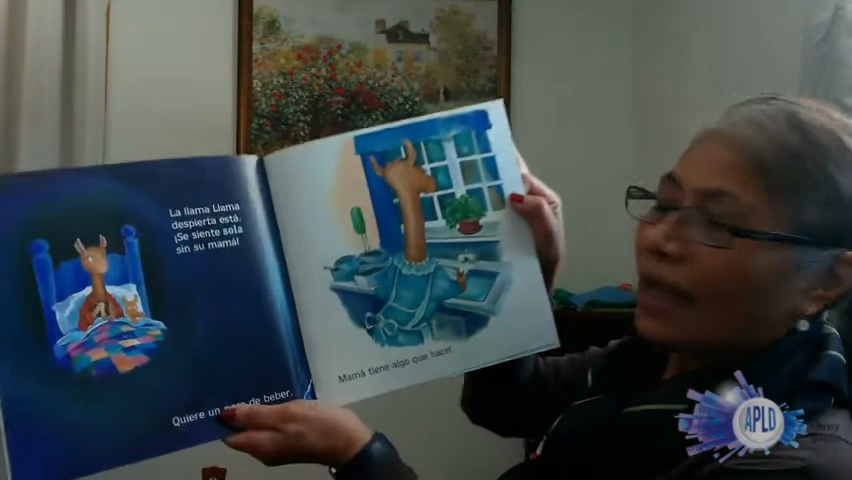 La llama Llama
despierta está.
¡Se siente sola
sin su mamá!
Quiere un poco de beber.
Mamá tiene algo que hacer.
APLD